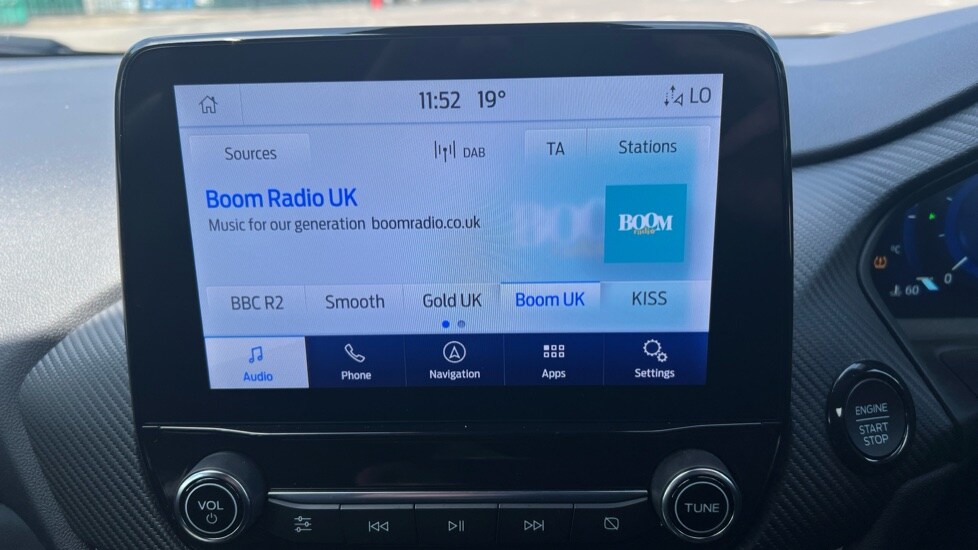 11:52 19° LO
Sources DAB TA Stations
Boom Radio UK
Music for our generation boomradio.co.uk
BOOM
radio
BBC R2 Smooth Gold UK Boom UK KISS
Audio Phone Navigation Apps Settings
°C
60 0
ENGINE
START
STOP
VOL
TUNE